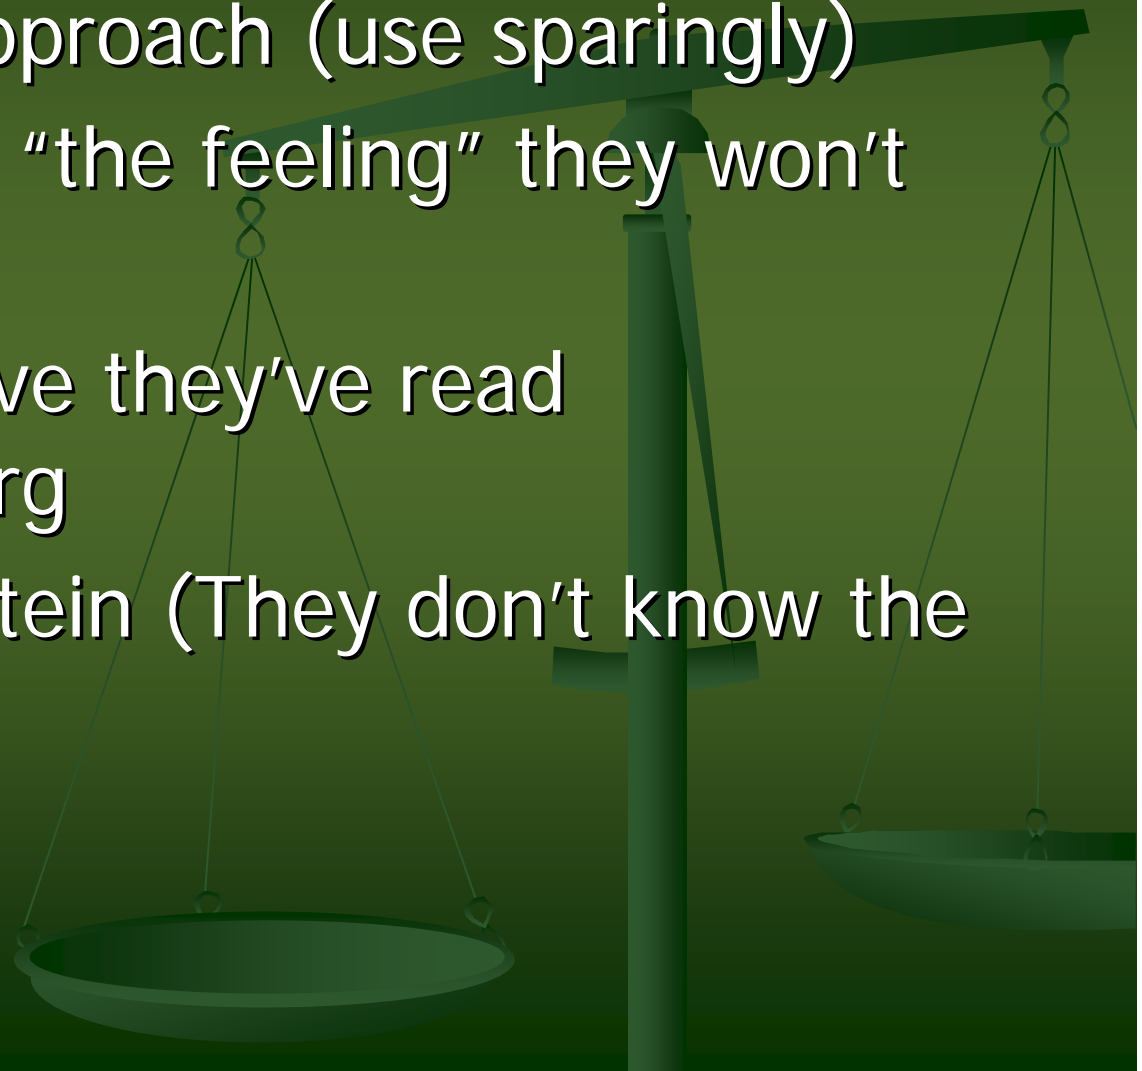 pproach (use sparingly)
“the feeling” they won’t
ve they’ve read
rg
tein (They don’t know the